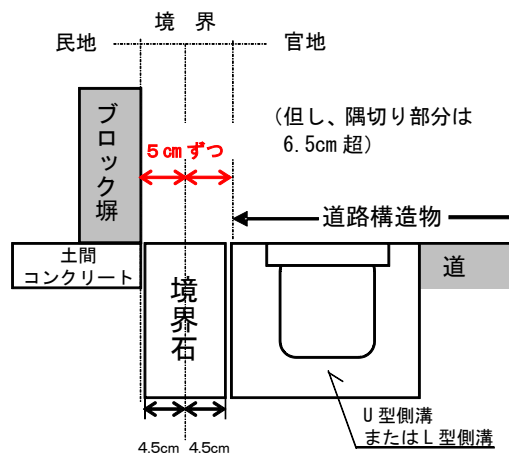 境 界
民地
官地
ブロック塀
（但し、隅切り部分は
6.5cm 超）
５㎝ずつ
道路構造物
土間
コンクリート
境界石
道
Ｕ型側溝
またはＬ型側溝
4.5cm 4.5cm